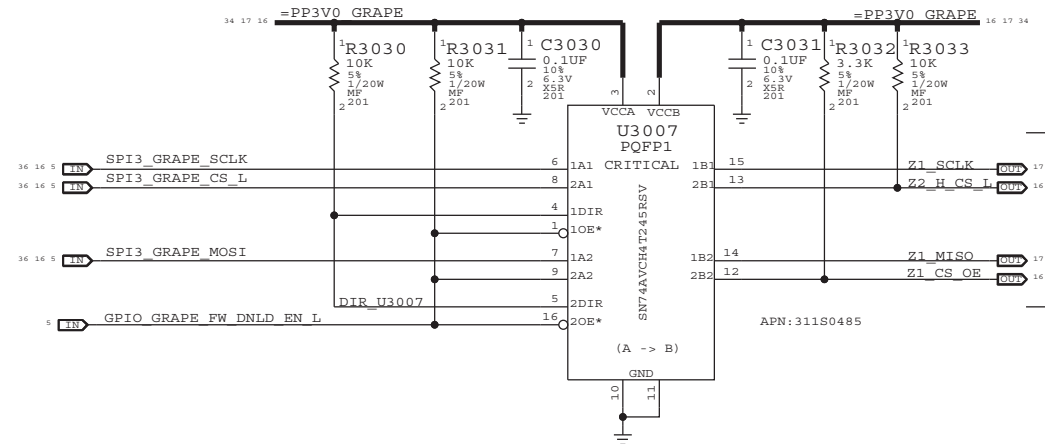 34 17 16 =PP3V0_GRAPE =PP3V0_GRAPE 16 17 34
1 R3030 1 R3031 1 C3030 1 C3031 1 R3032 1 R3033
10K 10K 0.1UF 0.1UF 3.3K 10K
5% 5% 10% 10% 5% 5%
1/20W 1/20W 6.3V 6.3V 1/20W 1/20W
MF MF X5R X5R MF MF
2 201 2 201 2 201 2 201 2 201 2 201
3 2
VCCA VCCB
U3007
PQFP1
CRITICAL
SN74AVCH4T245RSV
36 16 5 IN SPI3_GRAPE_SCLK 6 1A1 1B1 15 Z1_SCLK OUT 17
36 16 5 IN SPI3_GRAPE_CS_L 8 2A1 2B1 13 Z2_H_CS_L OUT 16
4 1DIR
1 1OE*
36 16 5 IN SPI3_GRAPE_MOSI 7 1A2 1B2 14 Z1_MISO OUT 17
9 2A2 2B2 12 Z1_CS_OE OUT 16
DIR_U3007 5 2DIR
5 IN GPIO_GRAPE_FW_DNLD_EN_L 16 2OE*
APN:311S0485
(A -> B)
GND
10 11